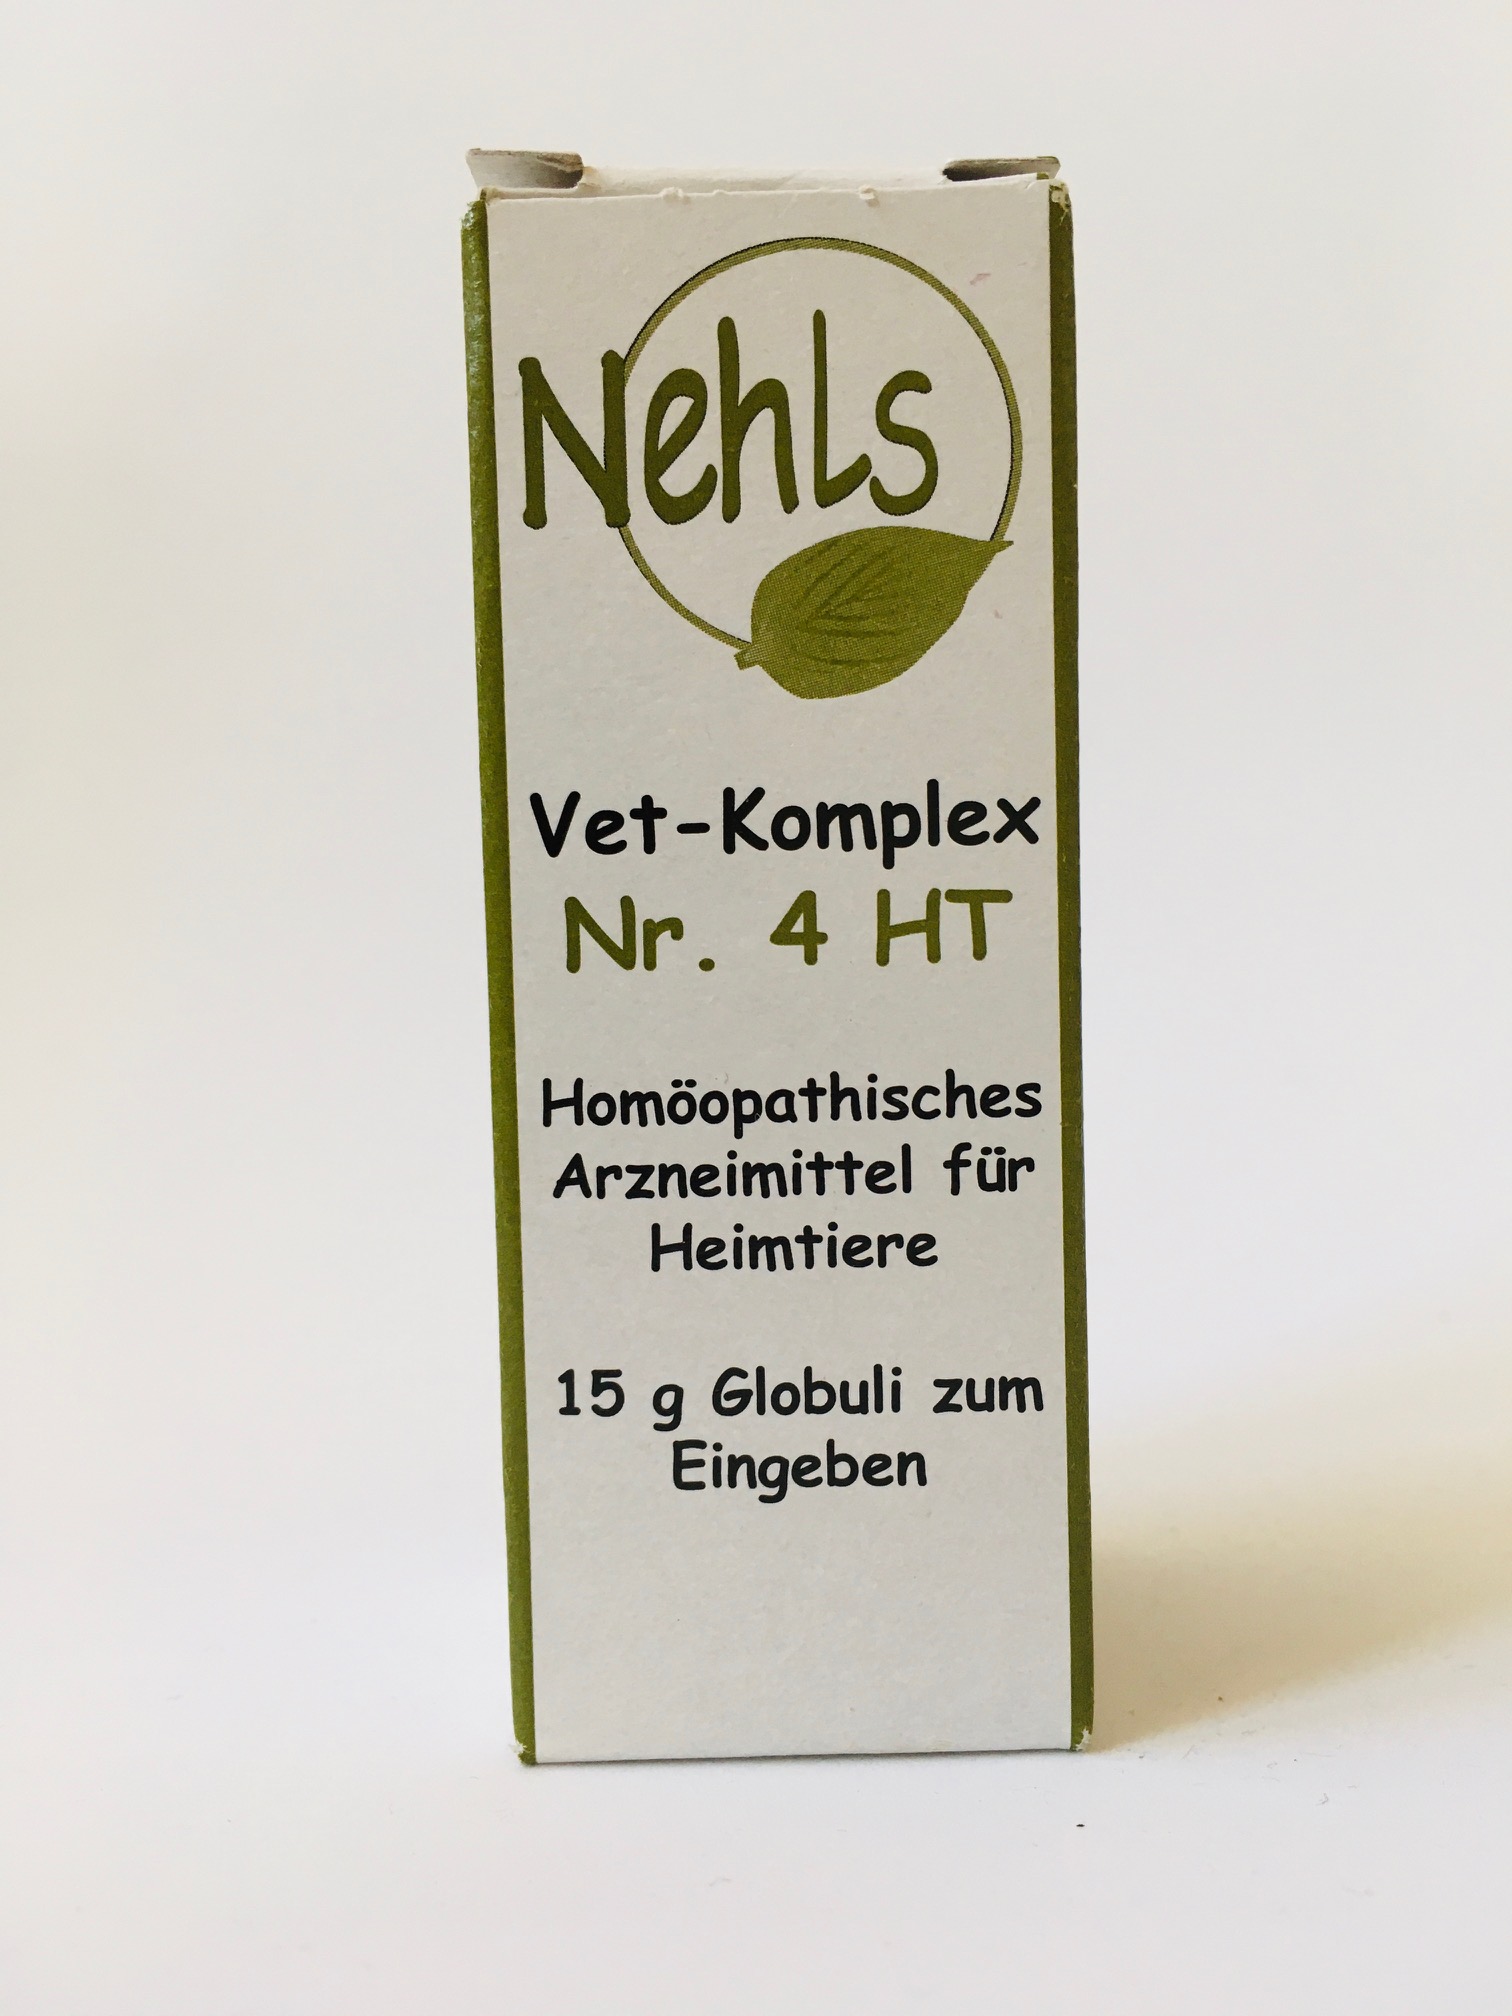 Nehls
Vet-Komplex
Nr. 4 HT
Homöopathisches
Arzneimittel für
Heimtiere
15 g Globuli zum
Eingeben